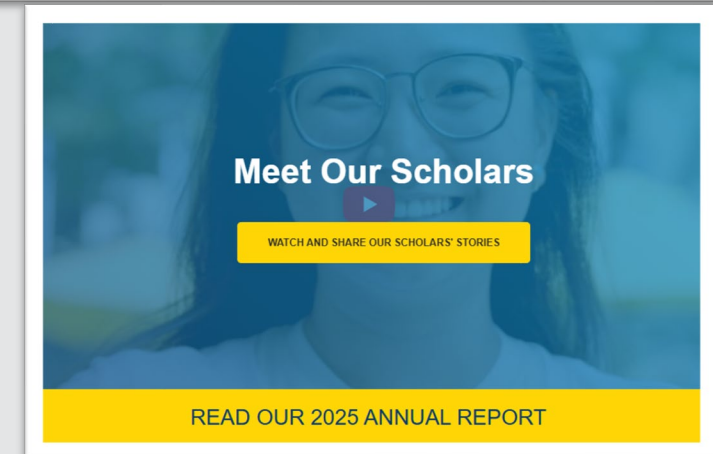 Meet Our Scholars
WATCH AND SHARE OUR SCHOLARS' STORIES
READ OUR 2025 ANNUAL REPORT